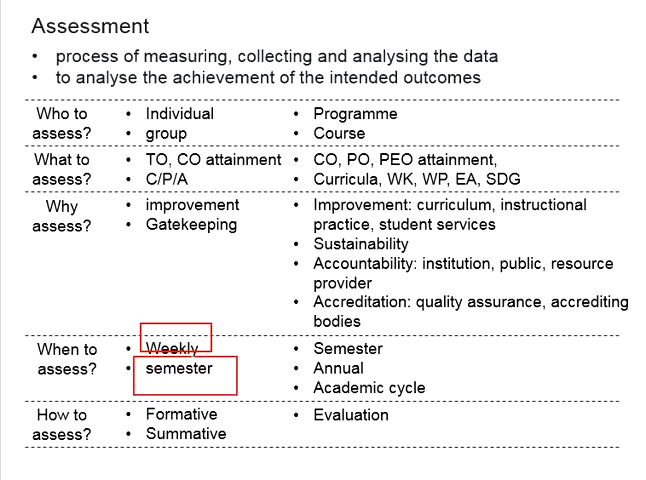 Assessment
• process of measuring, collecting and analysing the data
• to analyse the achievement of the intended outcomes
Who to assess?
• Individual
• group
• Programme
• Course
What to assess?
• TO, CO attainment
• C/P/A
• CO, PO, PEO attainment,
• Curricula, WK, WP, EA, SDG
Why assess?
• improvement
• Gatekeeping
• Improvement: curriculum, instructional
practice, student services
• Sustainability
• Accountability: institution, public, resource
provider
• Accreditation: quality assurance, accrediting
bodies
When to assess?
• Weekly
• semester
• Semester
• Annual
• Academic cycle
How to assess?
• Formative
• Summative
• Evaluation